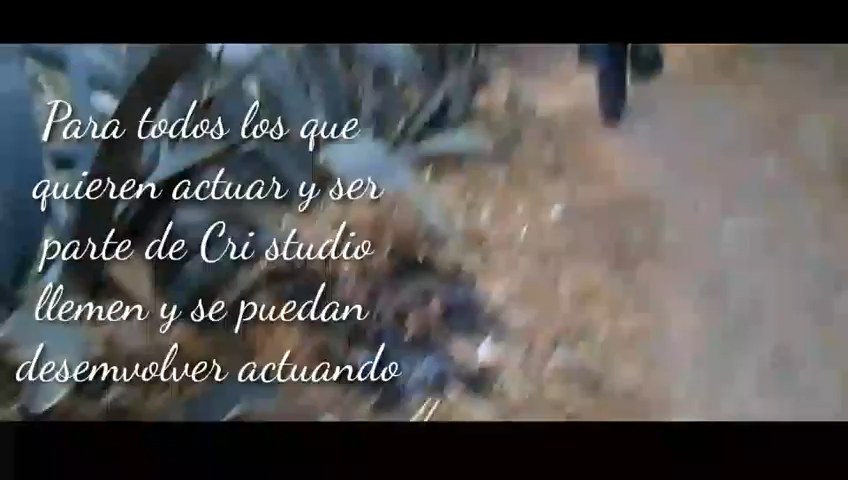 Para todos los que
quieren actuar y ser
parte de Cri studio
llemen y se puedan
desemvolver actuando